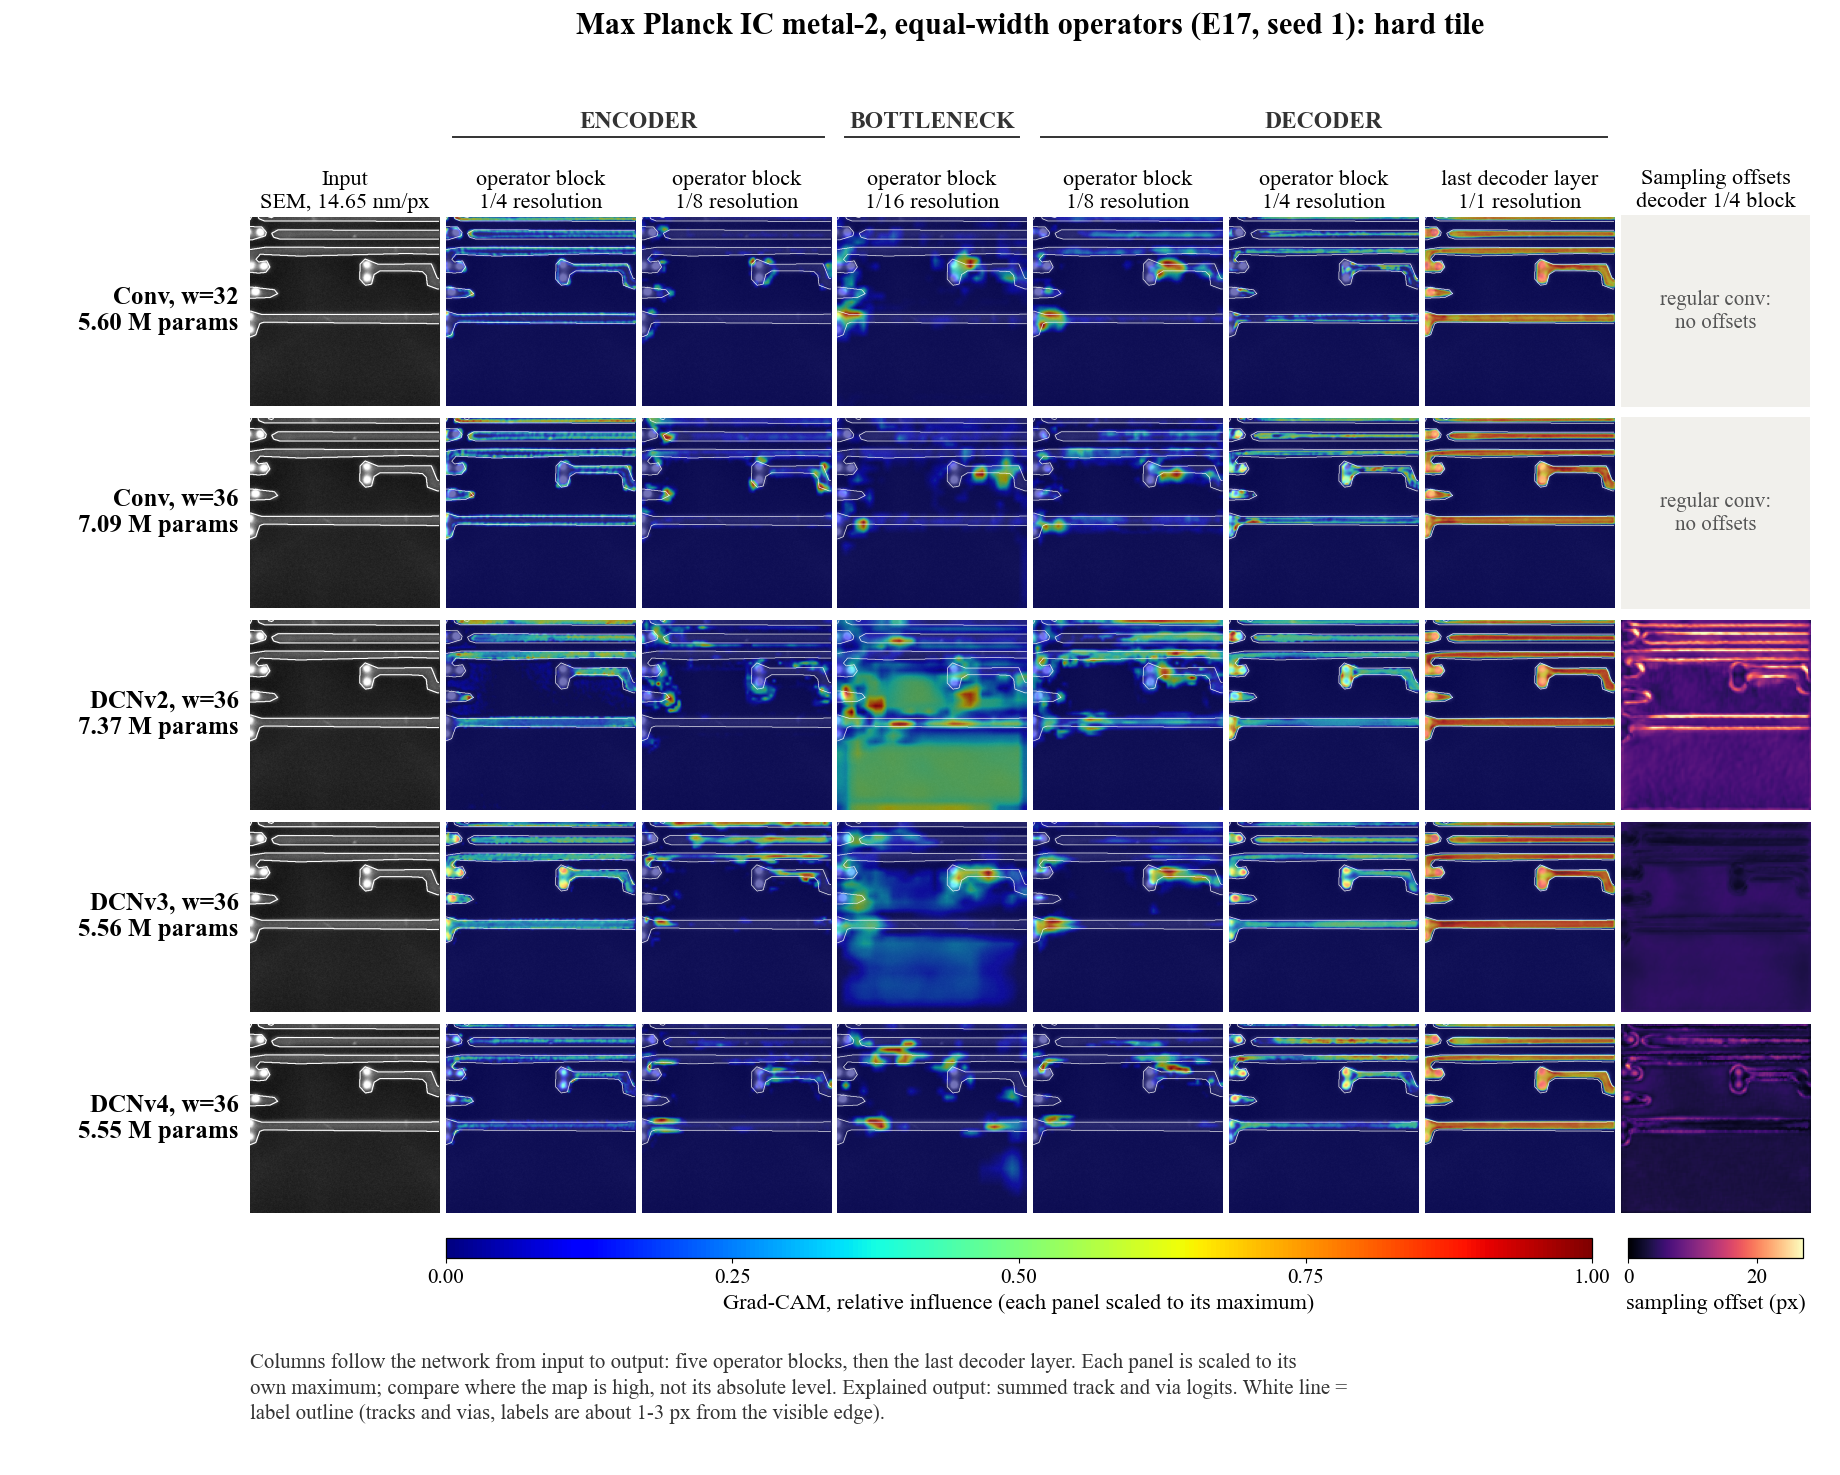 Max Planck IC metal-2, equal-width operators (E17, seed 1): hard tile
ENCODER
BOTTLENECK
DECODER
Input
SEM, 14.65 nm/px
operator block
1/4 resolution
operator block
1/8 resolution
operator block
1/16 resolution
operator block
1/8 resolution
operator block
1/4 resolution
last decoder layer
1/1 resolution
Sampling offsets
decoder 1/4 block
Conv, w=32
5.60 M params
regular conv:
no offsets
Conv, w=36
7.09 M params
regular conv:
no offsets
DCNv2, w=36
7.37 M params
DCNv3, w=36
5.56 M params
DCNv4, w=36
5.55 M params
0.00
0.25
0.50
0.75
1.00
Grad-CAM, relative influence (each panel scaled to its maximum)
0
20
sampling offset (px)
Columns follow the network from input to output: five operator blocks, then the last decoder layer. Each panel is scaled to its
own maximum; compare where the map is high, not its absolute level. Explained output: summed track and via logits. White line =
label outline (tracks and vias, labels are about 1-3 px from the visible edge).